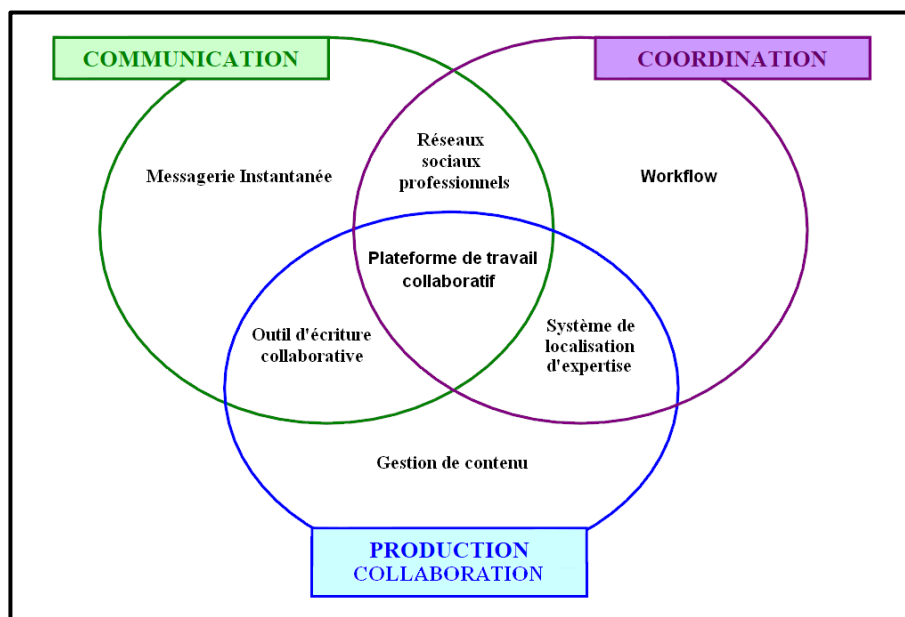 COMMUNICATION
COORDINATION
Réseaux
sociaux
professionnels
Messagerie Instantanée
Workflow
Plateforme de travail
collaboratif
Outil d'écriture
collaborative
Système de
localisation
d'expertise
Gestion de contenu
PRODUCTION
COLLABORATION